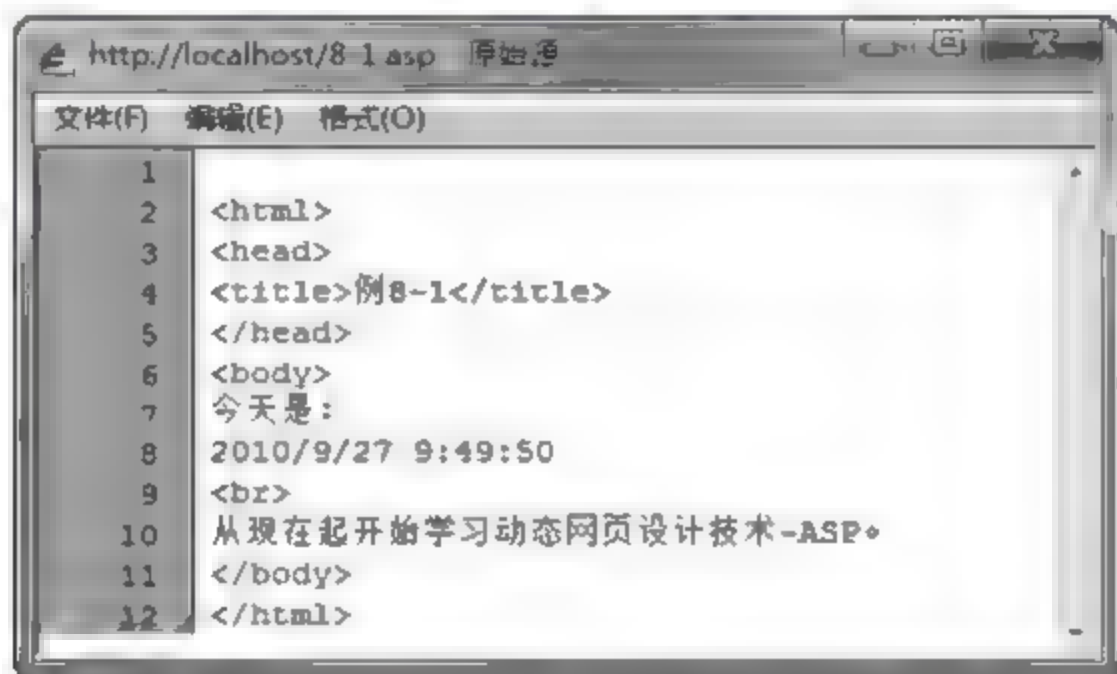 http://localhost/8-1.asp 原始源
文件(F) 编辑(E) 格式(O)
1
2 <html>
3 <head>
4 <title>例8-1</title>
5 </head>
6 <body>
7 今天是:
8 2010/9/27 9:49:50
9 <br>
10 从现在起开始学习动态网页设计技术-ASP。
11 </body>
12 </html>